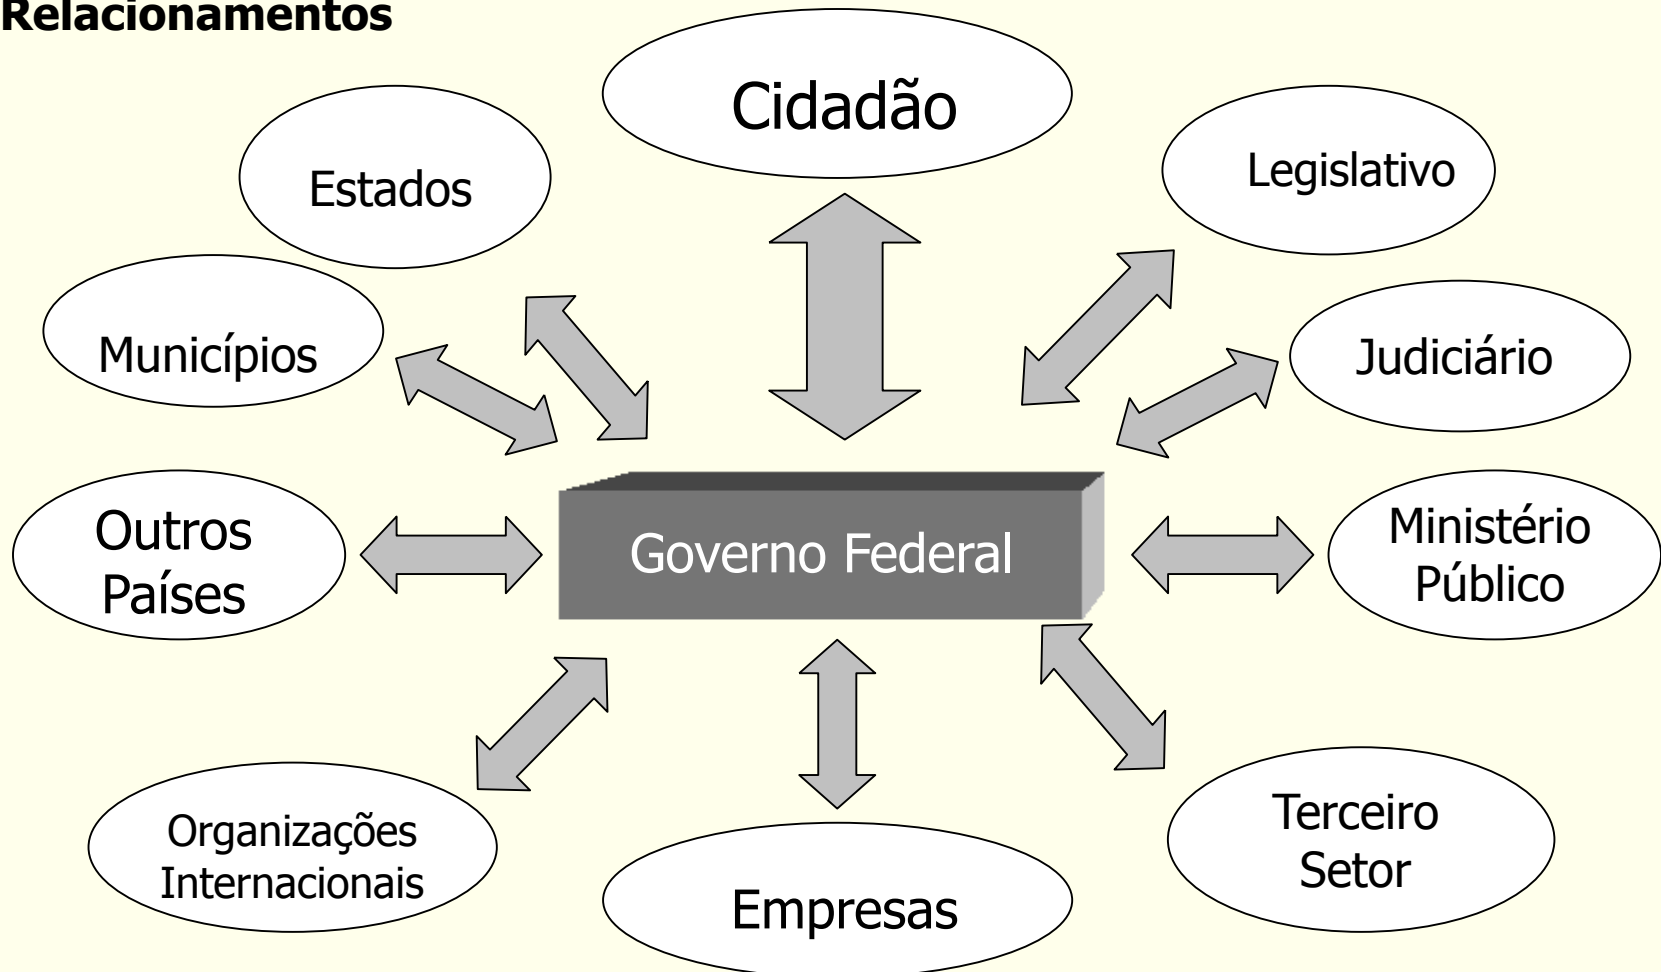 Relacionamentos
Cidadão
Estados
Legislativo
Municípios
Judiciário
Outros
Países
Governo Federal
Ministério
Público
Organizações
Internacionais
Empresas
Terceiro
Setor